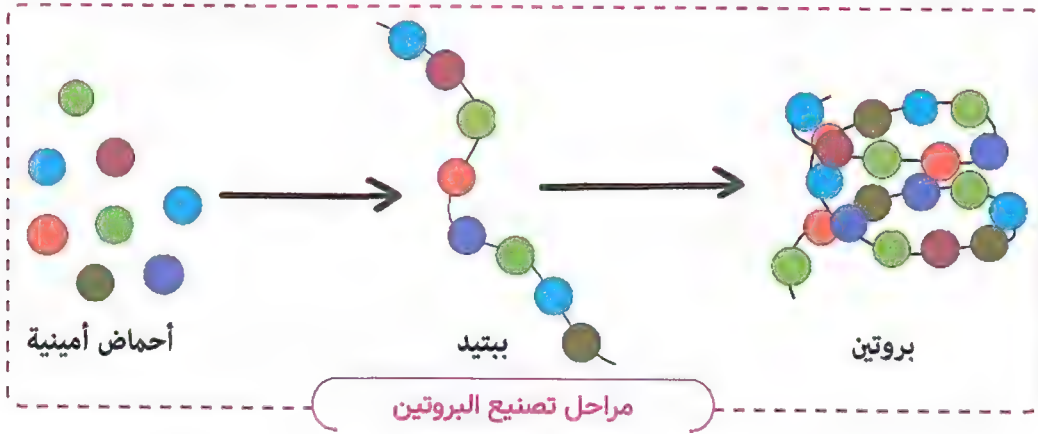 أحماض أمينية
ببتيد
بروتين
مراحل تصنيع البروتين